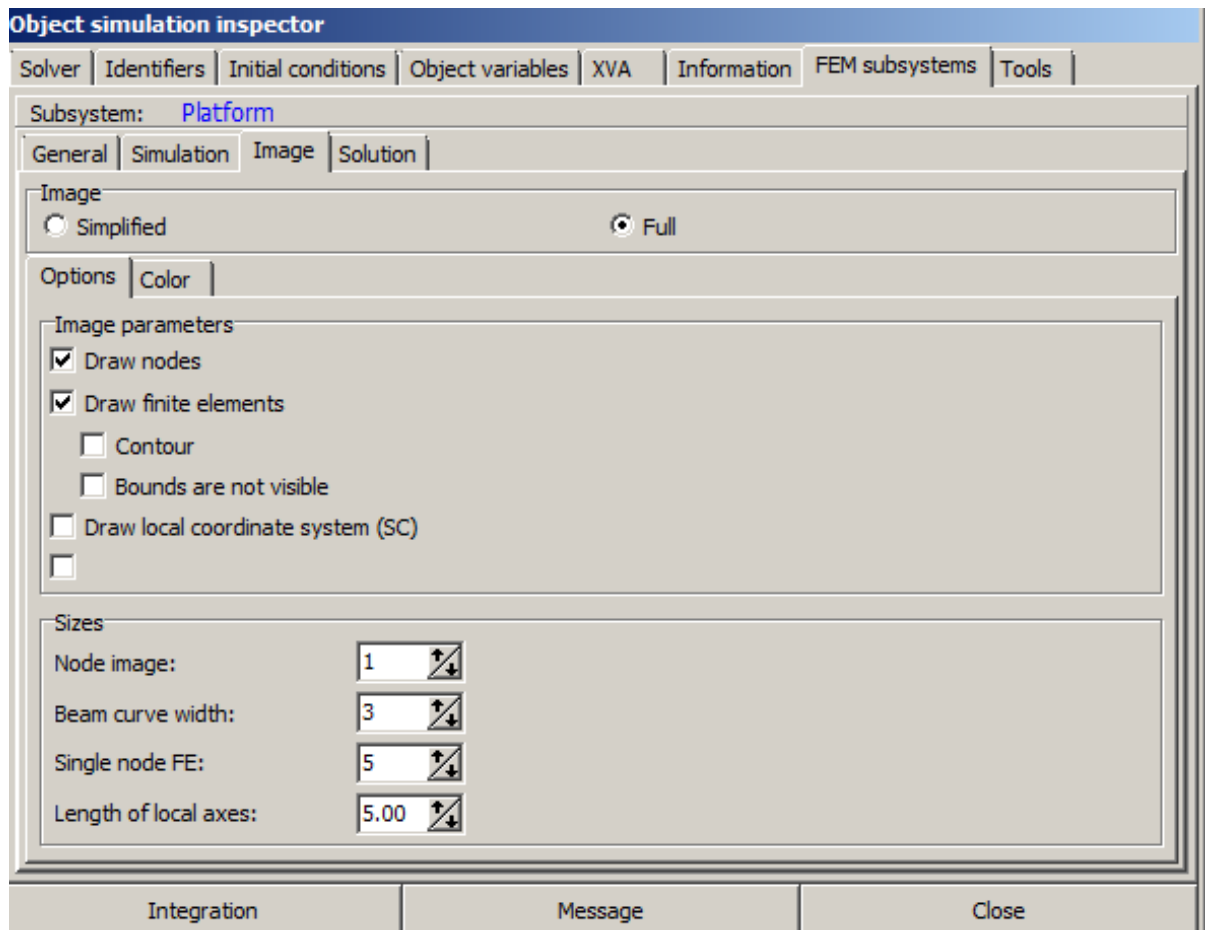 Object simulation inspector
Solver Identifiers Initial conditions Object variables XVA Information FEM subsystems Tools
Subsystem: Platform
General Simulation Image Solution
Image
Simplified Full
Options Color
Image parameters
Draw nodes
Draw finite elements
Contour
Bounds are not visible
Draw local coordinate system (SC)
Sizes
Node image: 1
Beam curve width: 3
Single node FE: 5
Length of local axes: 5.00
Integration Message Close